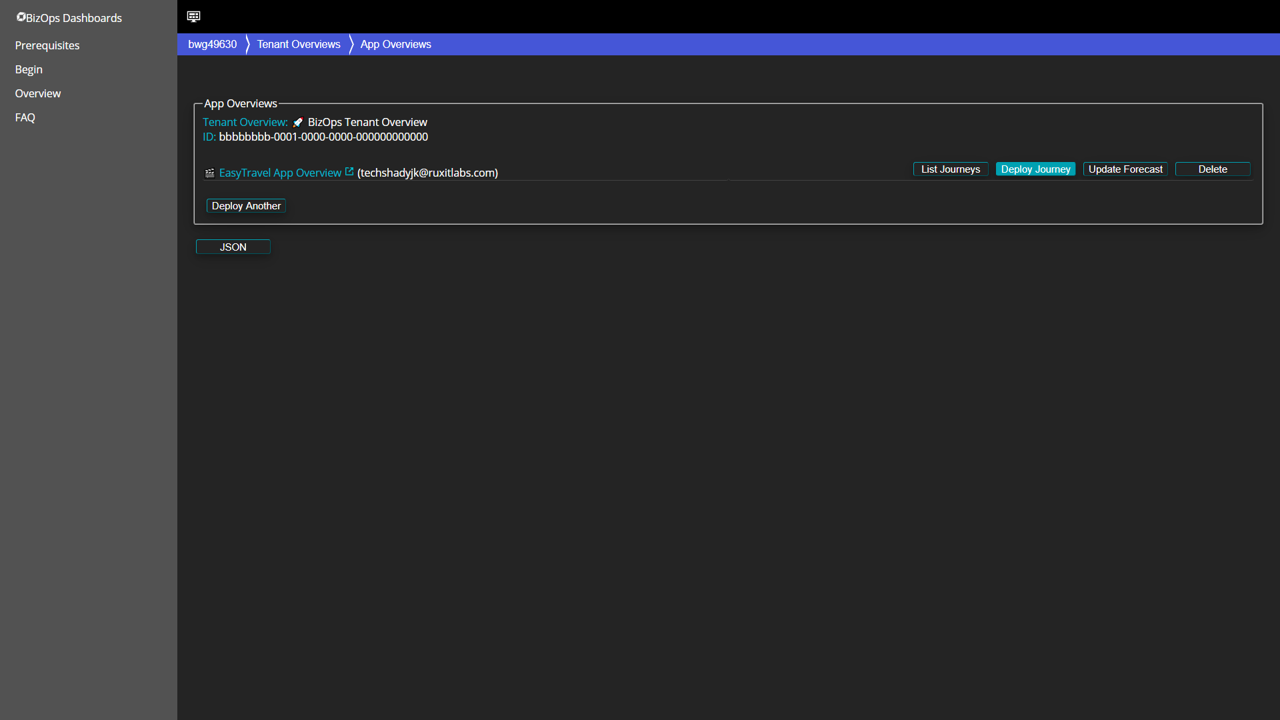 BizOps Dashboards
Prerequisites
Begin
Overview
FAQ
bwg49630 Tenant Overviews App Overviews
App Overviews
Tenant Overview: BizOps Tenant Overview
ID: bbbbbbbb-0001-0000-0000-000000000000
EasyTravel App Overview (techshadyjk@ruxitlabs.com) List Journeys Deploy Journey Update Forecast Delete
Deploy Another
JSON